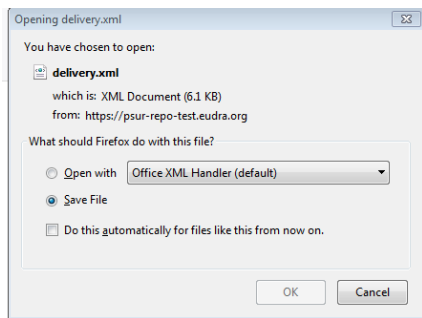 Opening delivery.xml
You have chosen to open:
delivery.xml
which is: XML Document (6.1 KB)
from: https://psur-repo-test.eudra.org
What should Firefox do with this file?
Open with Office XML Handler (default)
Save File
Do this automatically for files like this from now on.
OK Cancel